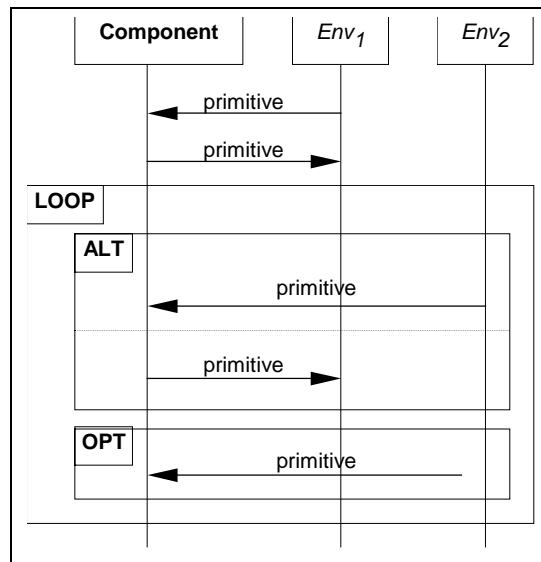 Component Env1 Env2
primitive
primitive
LOOP
ALT
primitive
primitive
OPT
primitive